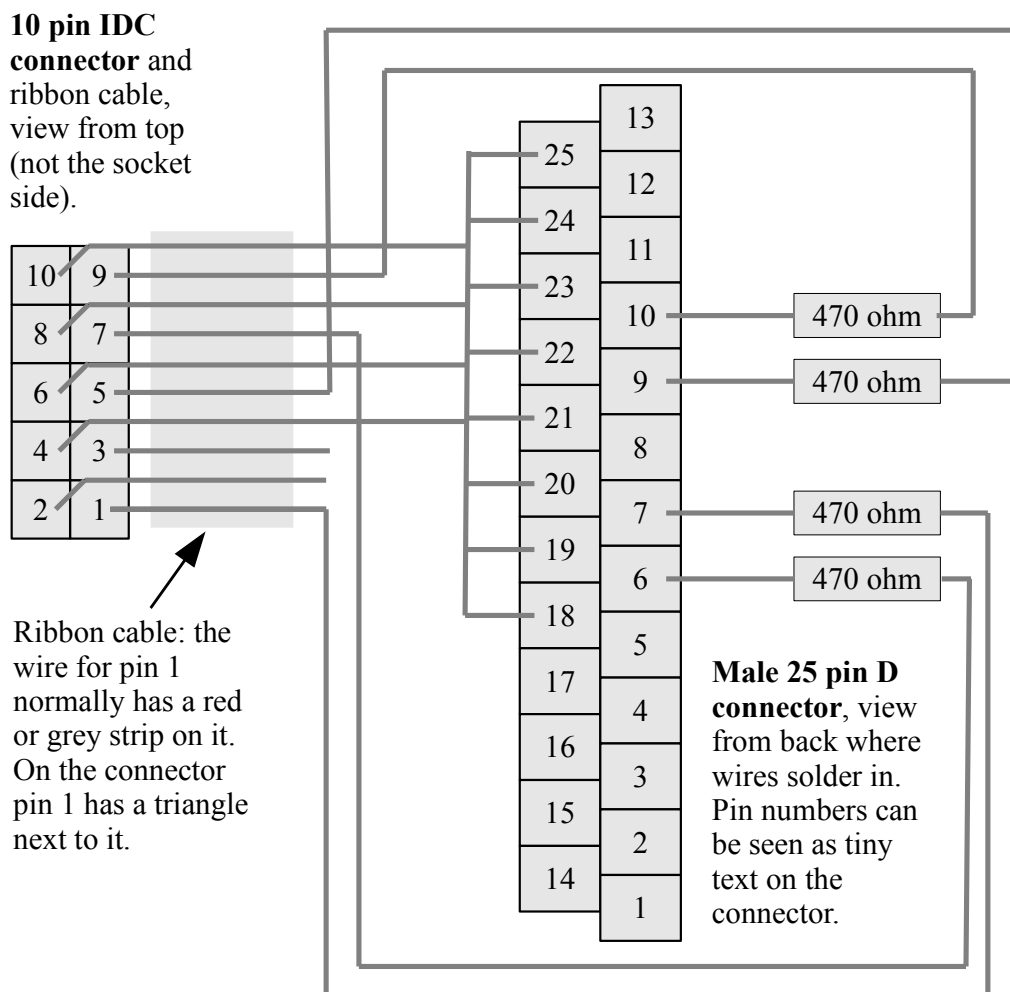 10 pin IDC
connector and
ribbon cable,
view from top
(not the socket
side).
10 9
8 7
6 5
4 3
2 1
Ribbon cable: the
wire for pin 1
normally has a red
or grey strip on it.
On the connector
pin 1 has a triangle
next to it.
25
24
23
22
21
20
19
18
17
16
15
14
13
12
11
10
9
8
7
6
5
4
3
2
1
470 ohm
470 ohm
470 ohm
470 ohm
Male 25 pin D
connector, view
from back where
wires solder in.
Pin numbers can
be seen as tiny
text on the
connector.